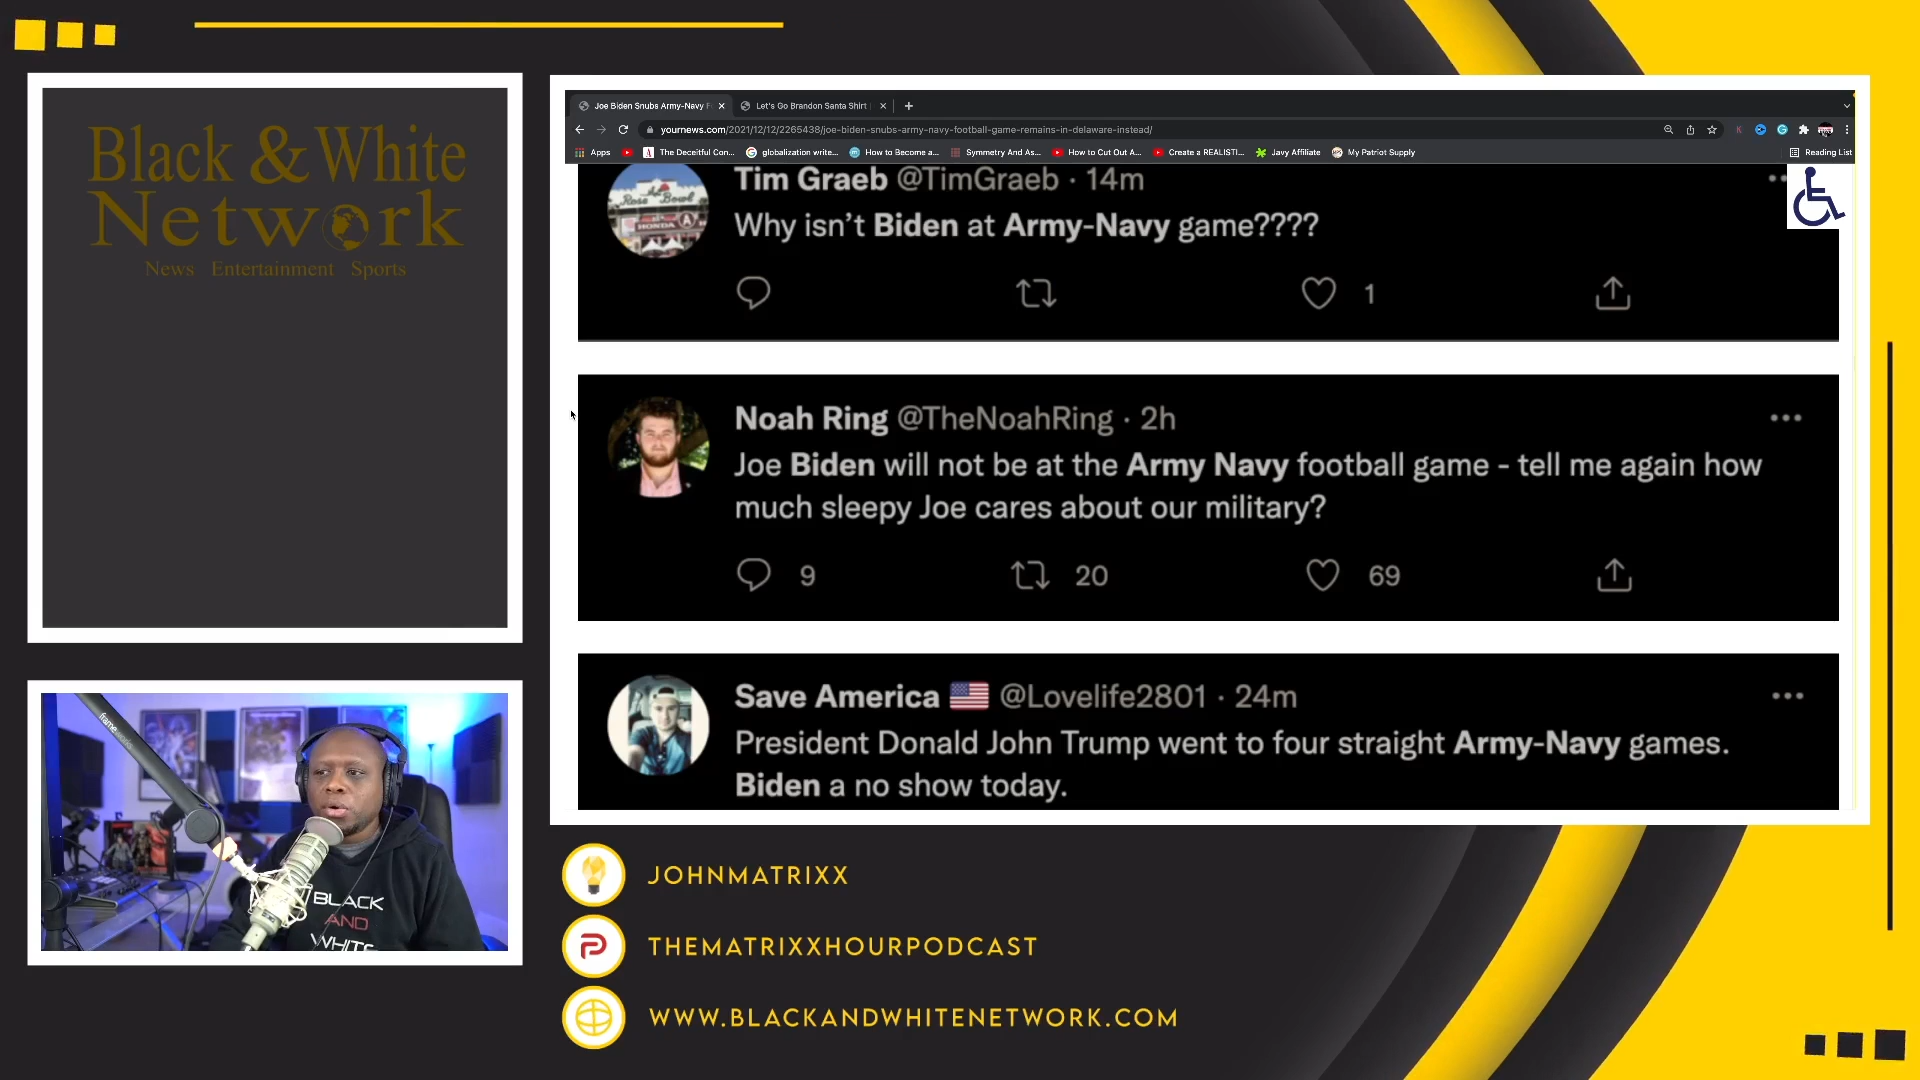 Black & White
Network
News Entertainment Sports
Joe Biden Snubs Army-Navy F
Let's Go Brandon Santa Shirt
yournews.com/2021/12/12/2265438/joe-biden-snubs-army-navy-football-game-remains-in-delaware-instead/
Apps
The Deceitful Con...
globalization write...
How to Become a...
Symmetry And As...
How to Cut Out A...
Create a REALISTI...
Javy Affiliate
My Patriot Supply
Reading List
Tim Graeb @TimGraeb · 14m
Why isn't Biden at Army-Navy game????
1
Noah Ring @TheNoahRing · 2h
Joe Biden will not be at the Army Navy football game - tell me again how
much sleepy Joe cares about our military?
9 20 69
Save America @Lovelife2801 · 24m
President Donald John Trump went to four straight Army-Navy games.
Biden a no show today.
BLACK
AND
WHITE
JOHNMATRIXX
THEMATRIXXHOURPODCAST
WWW.BLACKANDWHITENETWORK.COM